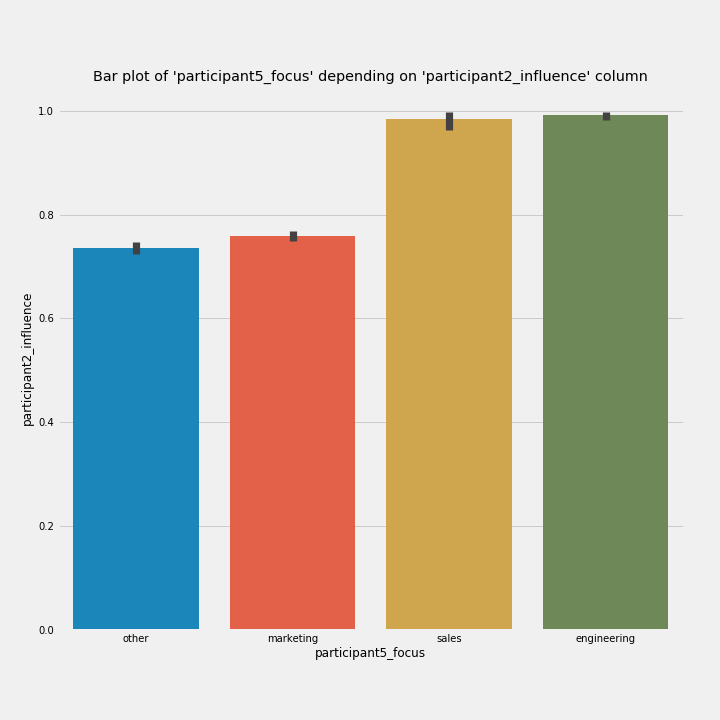 Bar plot of 'participant5_focus' depending on 'participant2_influence' column
1.0
0.8
0.6
0.4
0.2
0.0
participant2_influence
other marketing sales engineering
participant5_focus